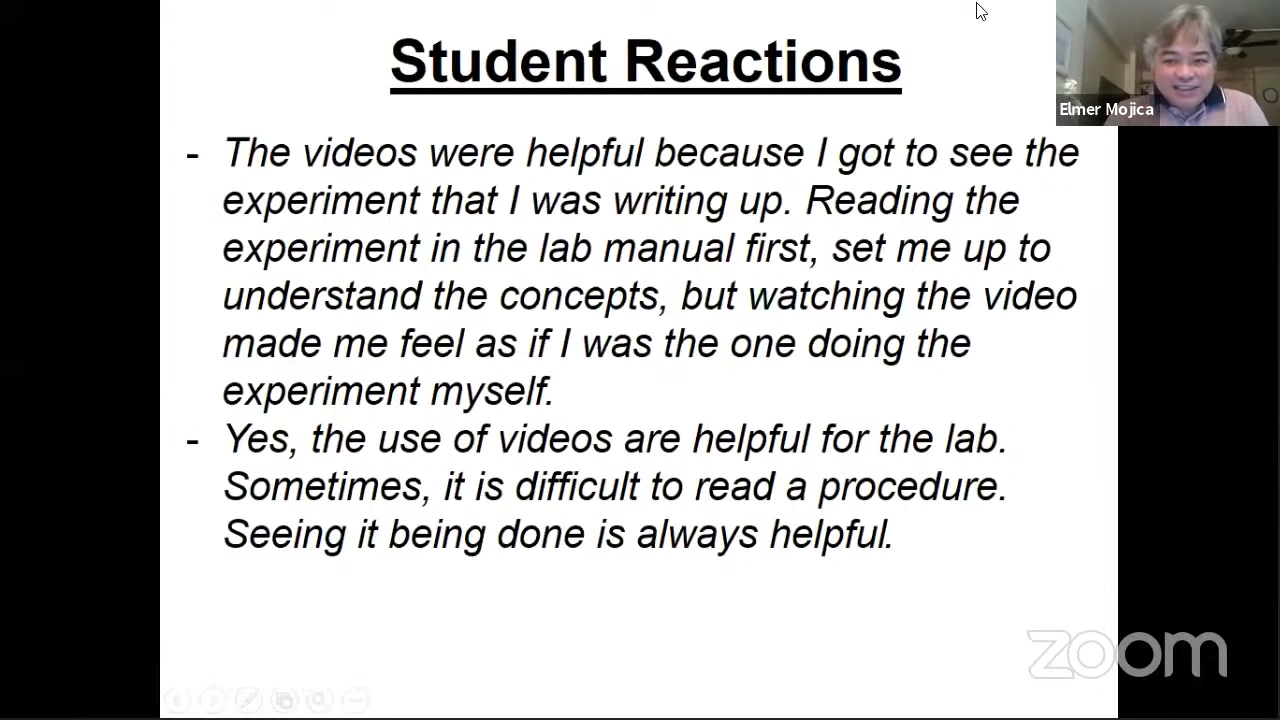 Student Reactions
Elmer Mojica
- The videos were helpful because I got to see the
experiment that I was writing up. Reading the
experiment in the lab manual first, set me up to
understand the concepts, but watching the video
made me feel as if I was the one doing the
experiment myself.
- Yes, the use of videos are helpful for the lab.
Sometimes, it is difficult to read a procedure.
Seeing it being done is always helpful.
zoom